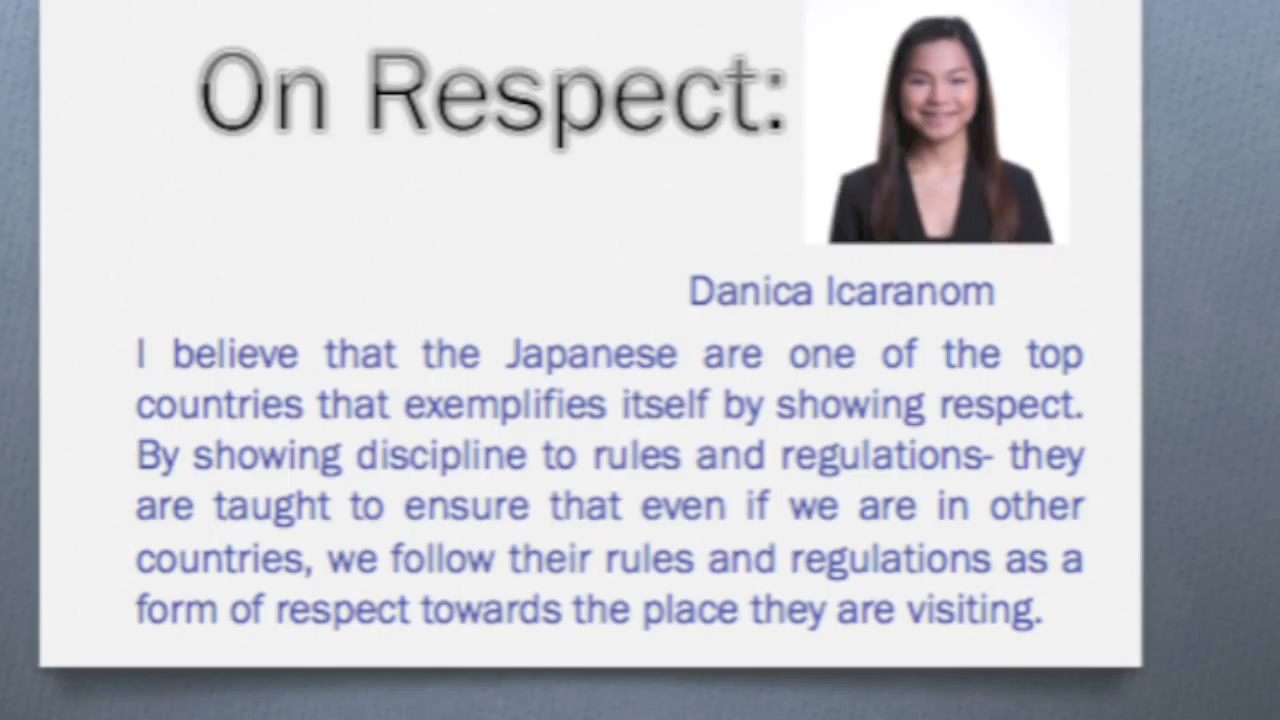 On Respect:
Danica Icaranom
I believe that the Japanese are one of the top
countries that exemplifies itself by showing respect.
By showing discipline to rules and regulations- they
are taught to ensure that even if we are in other
countries, we follow their rules and regulations as a
form of respect towards the place they are visiting.